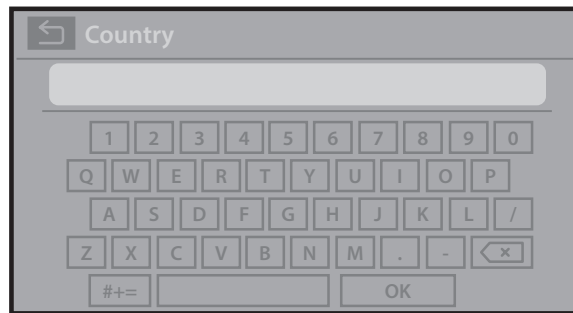 Country
1 2 3 4 5 6 7 8 9 0
Q W E R T Y U I O P
A S D F G H J K L /
Z X C V B N M . - ×
#+= OK